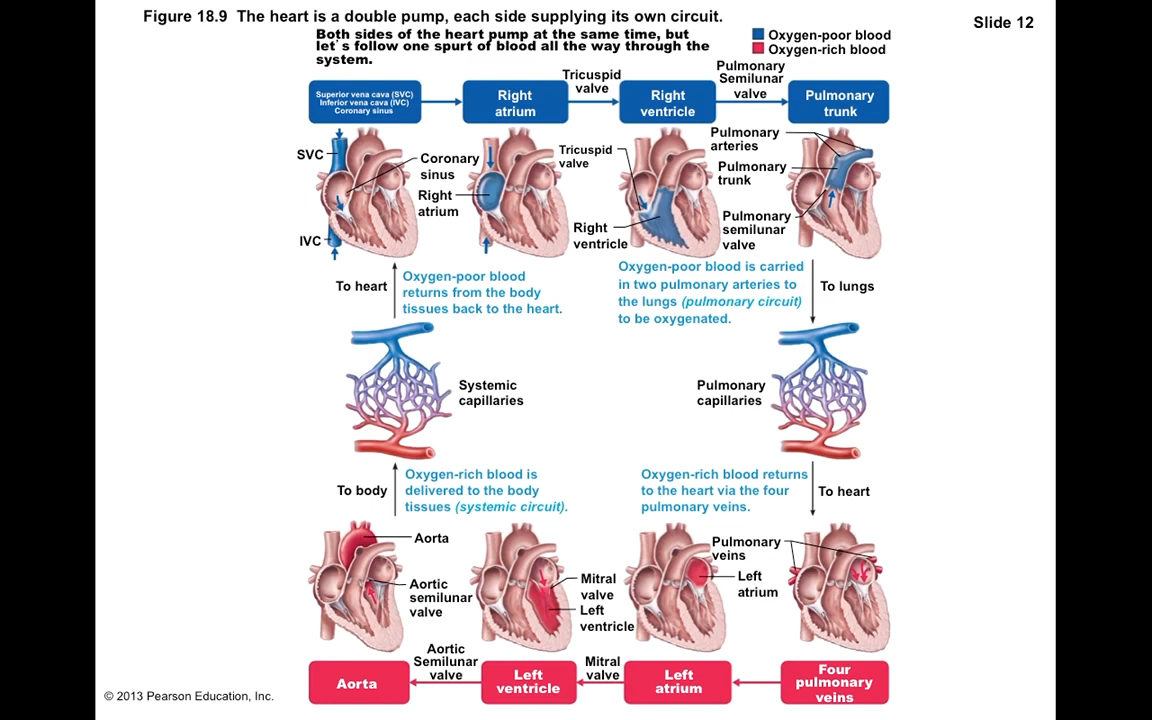 Figure 18.9 The heart is a double pump, each side supplying its own circuit.
Slide 12
Both sides of the heart pump at the same time, but
let's follow one spurt of blood all the way through the
system.
Oxygen-poor blood
Oxygen-rich blood
Superior vena cava (SVC)
Inferior vena cava (IVC)
Coronary sinus
Right
atrium
Tricuspid
valve
Right
ventricle
Pulmonary
Semilunar
valve
Pulmonary
trunk
SVC
IVC
Coronary
sinus
Right
atrium
Tricuspid
valve
Right
ventricle
Pulmonary
arteries
Pulmonary
trunk
Pulmonary
semilunar
valve
To heart
Oxygen-poor blood
returns from the body
tissues back to the heart.
Oxygen-poor blood is carried
in two pulmonary arteries to
the lungs (pulmonary circuit)
to be oxygenated.
To lungs
Systemic
capillaries
Pulmonary
capillaries
To body
Oxygen-rich blood is
delivered to the body
tissues (systemic circuit).
Oxygen-rich blood returns
to the heart via the four
pulmonary veins.
To heart
Aorta
Aortic
semilunar
valve
Mitral
valve
Left
ventricle
Pulmonary
veins
Left
atrium
Aorta
Aortic
Semilunar
valve
Left
ventricle
Mitral
valve
Left
atrium
Four
pulmonary
veins
© 2013 Pearson Education, Inc.